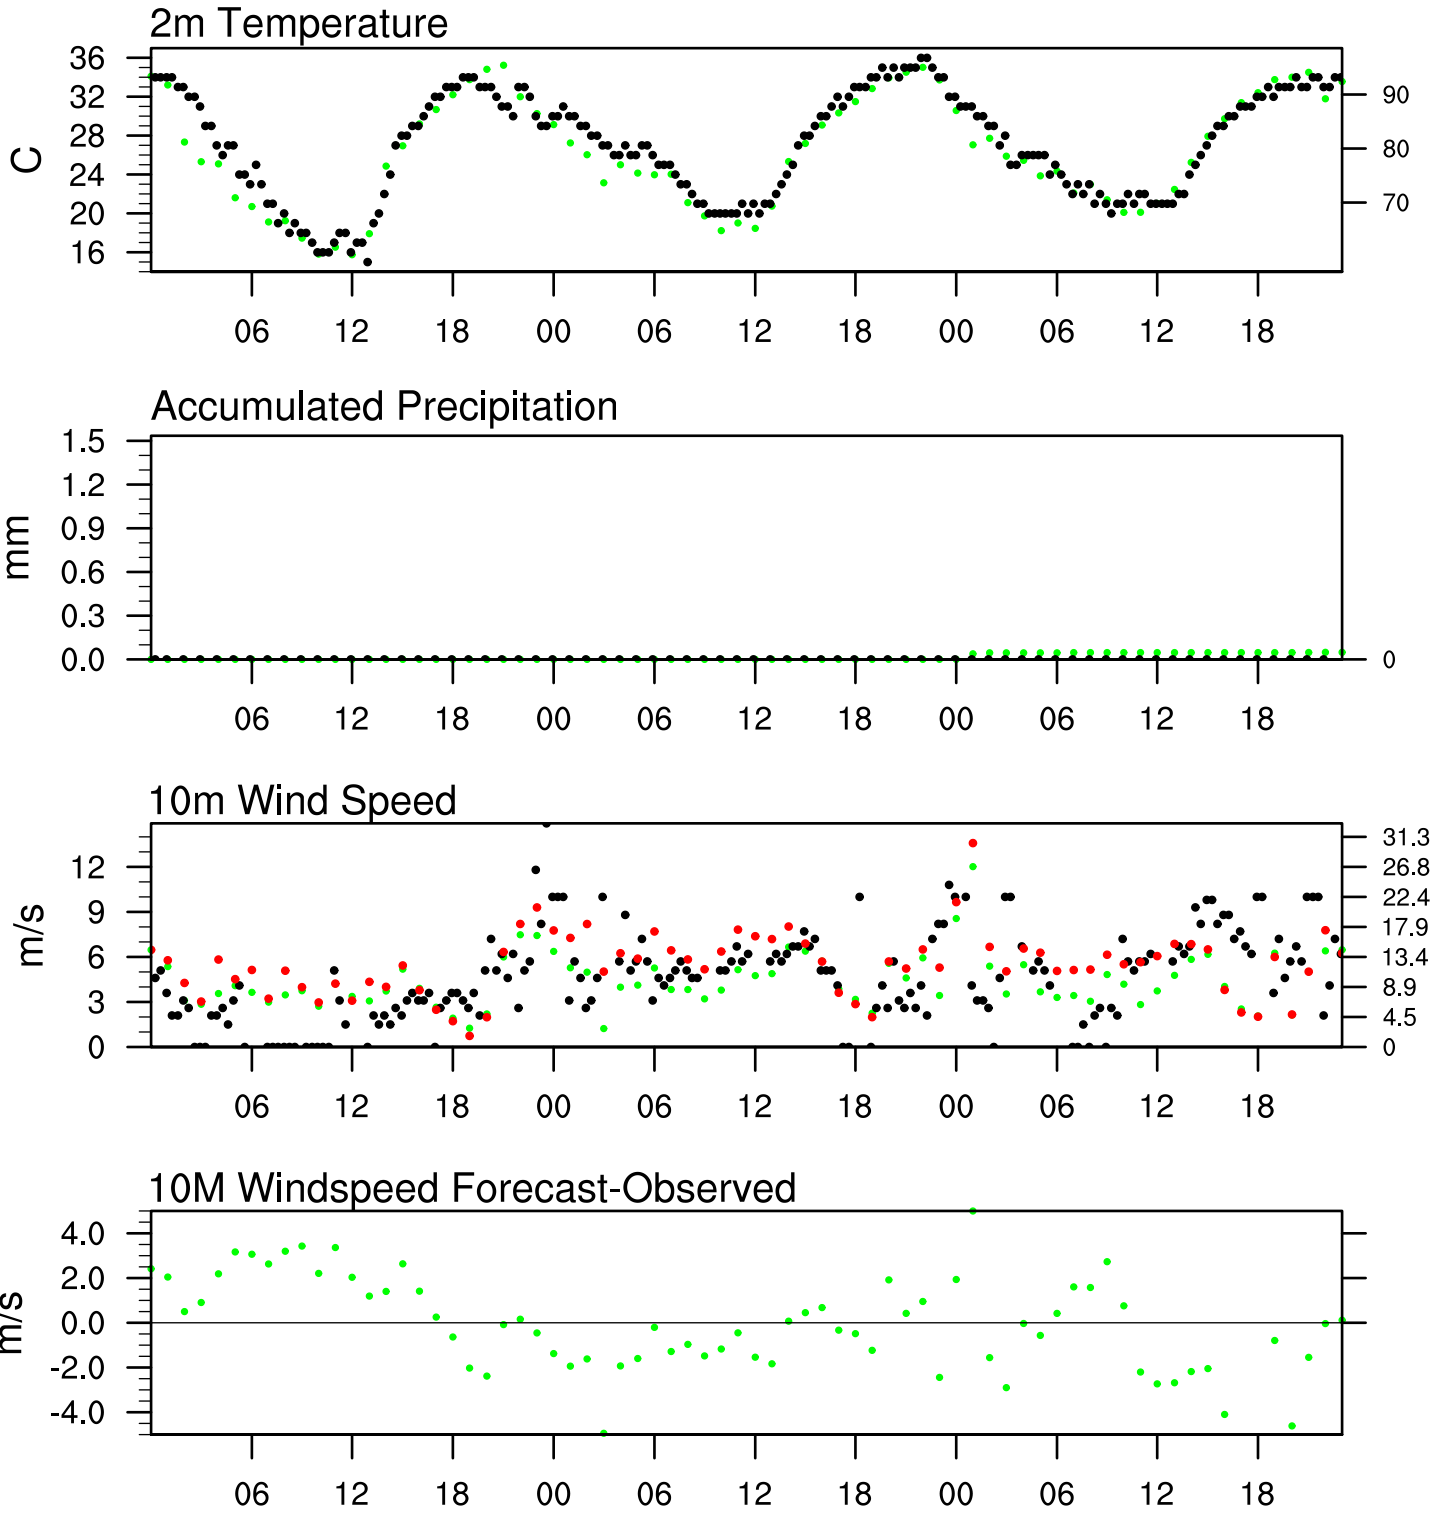 2m Temperature
36
32
28
24
20
16
C
90
80
70
06 12 18 00 06 12 18 00 06 12 18
Accumulated Precipitation
1.5
1.2
0.9
0.6
0.3
0.0
mm
0
06 12 18 00 06 12 18 00 06 12 18
10m Wind Speed
12
9
6
3
0
m/s
31.3
26.8
22.4
17.9
13.4
8.9
4.5
0
06 12 18 00 06 12 18 00 06 12 18
10M Windspeed Forecast-Observed
4.0
2.0
0.0
-2.0
-4.0
m/s
06 12 18 00 06 12 18 00 06 12 18